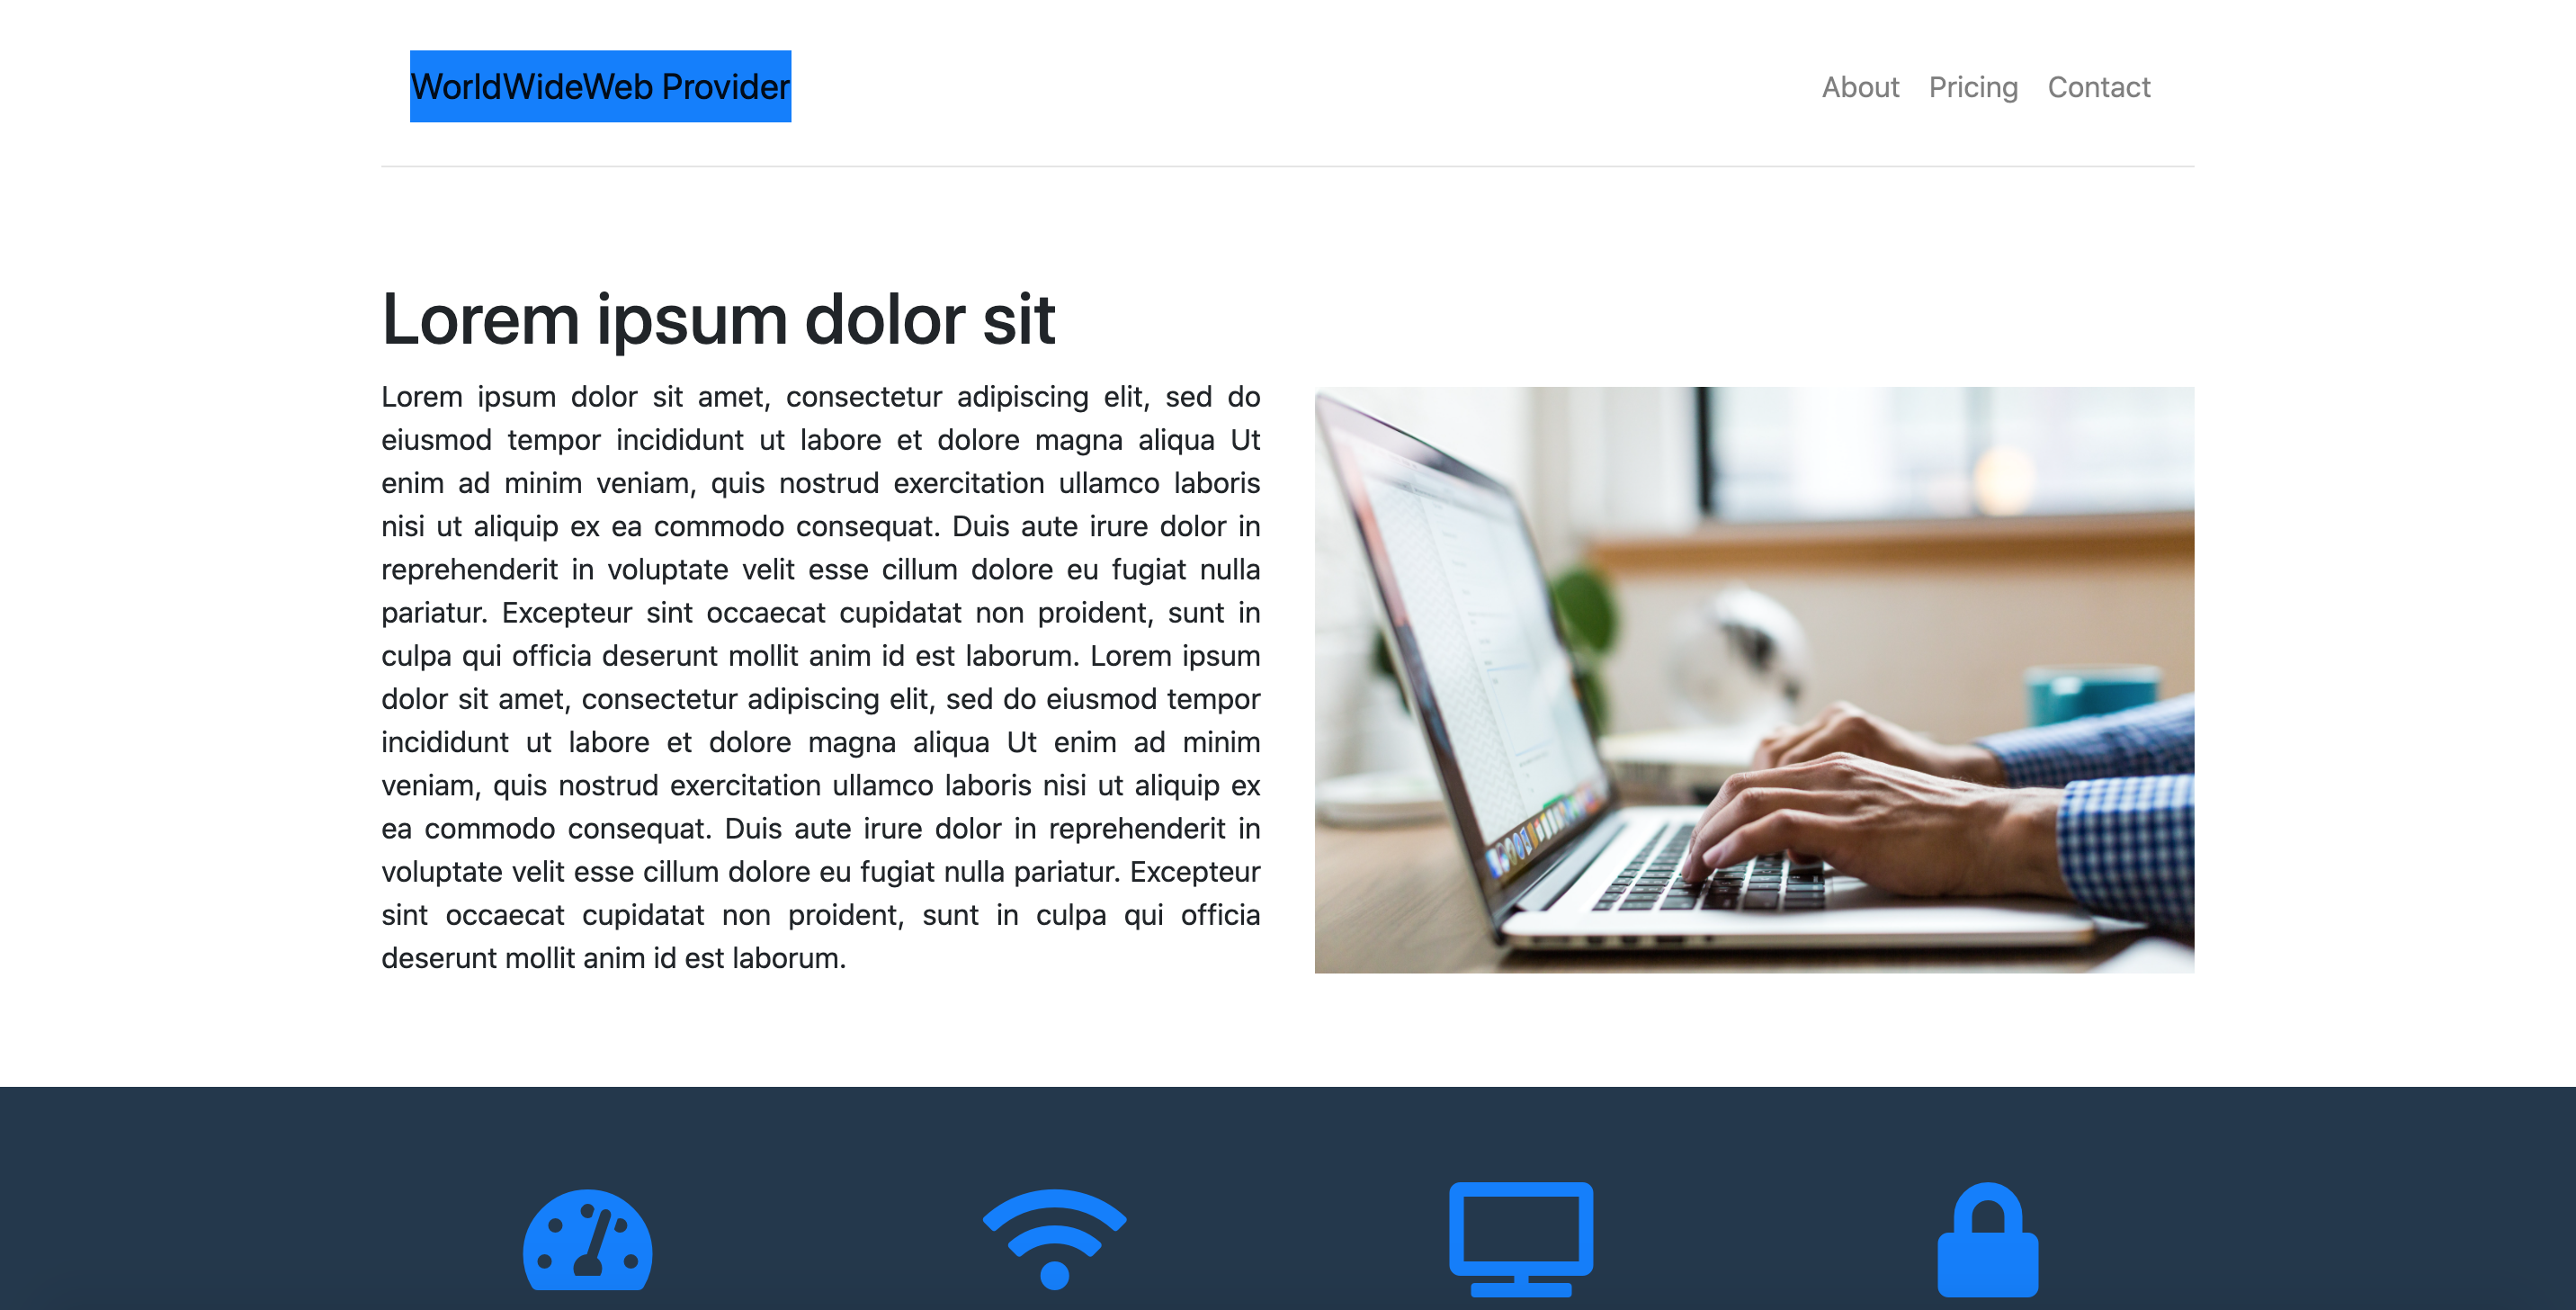 WorldWideWeb Provider
About Pricing Contact
Lorem ipsum dolor sit
Lorem ipsum dolor sit amet, consectetur adipiscing elit, sed do
eiusmod tempor incididunt ut labore et dolore magna aliqua Ut
enim ad minim veniam, quis nostrud exercitation ullamco laboris
nisi ut aliquip ex ea commodo consequat. Duis aute irure dolor in
reprehenderit in voluptate velit esse cillum dolore eu fugiat nulla
pariatur. Excepteur sint occaecat cupidatat non proident, sunt in
culpa qui officia deserunt mollit anim id est laborum. Lorem ipsum
dolor sit amet, consectetur adipiscing elit, sed do eiusmod tempor
incididunt ut labore et dolore magna aliqua Ut enim ad minim
veniam, quis nostrud exercitation ullamco laboris nisi ut aliquip ex
ea commodo consequat. Duis aute irure dolor in reprehenderit in
voluptate velit esse cillum dolore eu fugiat nulla pariatur. Excepteur
sint occaecat cupidatat non proident, sunt in culpa qui officia
deserunt mollit anim id est laborum.